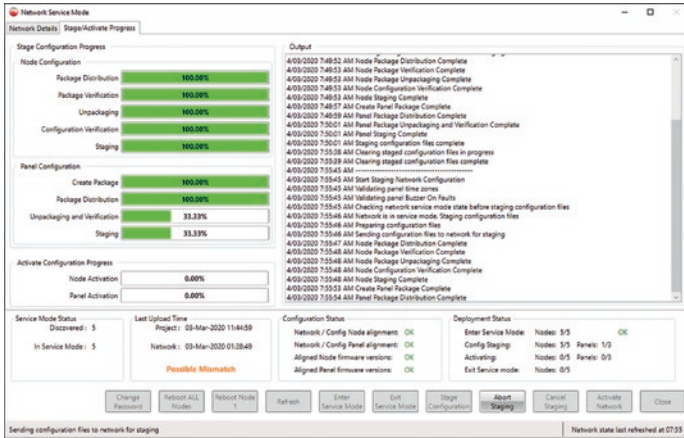 Network Service Mode
Network Details Stage/Activate Progress
Stage Configuration Progress
Node Configuration
Package Distribution 100.00%
Package Verification 100.00%
Unpackaging 100.00%
Configuration Verification 100.00%
Staging 100.00%
Panel Configuration
Create Package 100.00%
Package Distribution 100.00%
Unpackaging and Verification 33.33%
Staging 33.33%
Activate Configuration Progress
Node Activation 0.00%
Panel Activation 0.00%
Output
4/03/2020 7:49:52 AM Node Package Distribution Complete
4/03/2020 7:49:53 AM Node Package Verification Complete
4/03/2020 7:49:53 AM Node Package Unpackaging Complete
4/03/2020 7:49:53 AM Node Configuration Verification Complete
4/03/2020 7:49:53 AM Node Staging Complete
4/03/2020 7:49:57 AM Create Panel Package Complete
4/03/2020 7:49:59 AM Panel Package Distribution Complete
4/03/2020 7:50:01 AM Panel Package Unpackaging and Verification Complete
4/03/2020 7:50:01 AM Panel Staging Complete
4/03/2020 7:50:01 AM Staging configuration files complete
4/03/2020 7:55:38 AM Clearing staged configuration files in progress
4/03/2020 7:55:39 AM Clearing staged configuration files complete
4/03/2020 7:55:45 AM ----------------------------------------
4/03/2020 7:55:45 AM Start Staging Network Configuration
4/03/2020 7:55:45 AM Validating panel time zones
4/03/2020 7:55:45 AM Validating panel Buzzer On Faults
4/03/2020 7:55:45 AM Checking network service mode state before staging configuration files
4/03/2020 7:55:46 AM Network is in service mode. Staging configuration files
4/03/2020 7:55:46 AM Preparing configuration files
4/03/2020 7:55:46 AM Sending configuration files to network for staging
4/03/2020 7:55:47 AM Node Package Distribution Complete
4/03/2020 7:55:48 AM Node Package Verification Complete
4/03/2020 7:55:48 AM Node Package Unpackaging Complete
4/03/2020 7:55:48 AM Node Configuration Verification Complete
4/03/2020 7:55:48 AM Node Staging Complete
4/03/2020 7:55:53 AM Create Panel Package Complete
4/03/2020 7:55:54 AM Panel Package Distribution Complete
Service Mode Status
Discovered: 5
In Service Mode: 5
Last Upload Time
Project: 03-Mar-2020 11:44:59
Network: 03-Mar-2020 01:28:49
Possible Mismatch
Configuration Status
Network / Config Node alignment: OK
Network / Config Panel alignment: OK
Aligned Node firmware versions: OK
Aligned Panel firmware versions: OK
Deployment Status
Enter Service Mode: Nodes: 5/5 OK
Config Staging: Nodes: 5/5 Panels: 1/3
Activating: Nodes: 0/5 Panels: 0/3
Exit Service mode: Nodes: 0/5
Change Password
Reboot ALL Nodes
Reboot Node 1
Refresh
Enter Service Mode
Exit Service Mode
Stage Configuration
Abort Staging
Cancel Staging
Activate Network
Close
Sending configuration files to network for staging
Network state last refreshed at 07:55